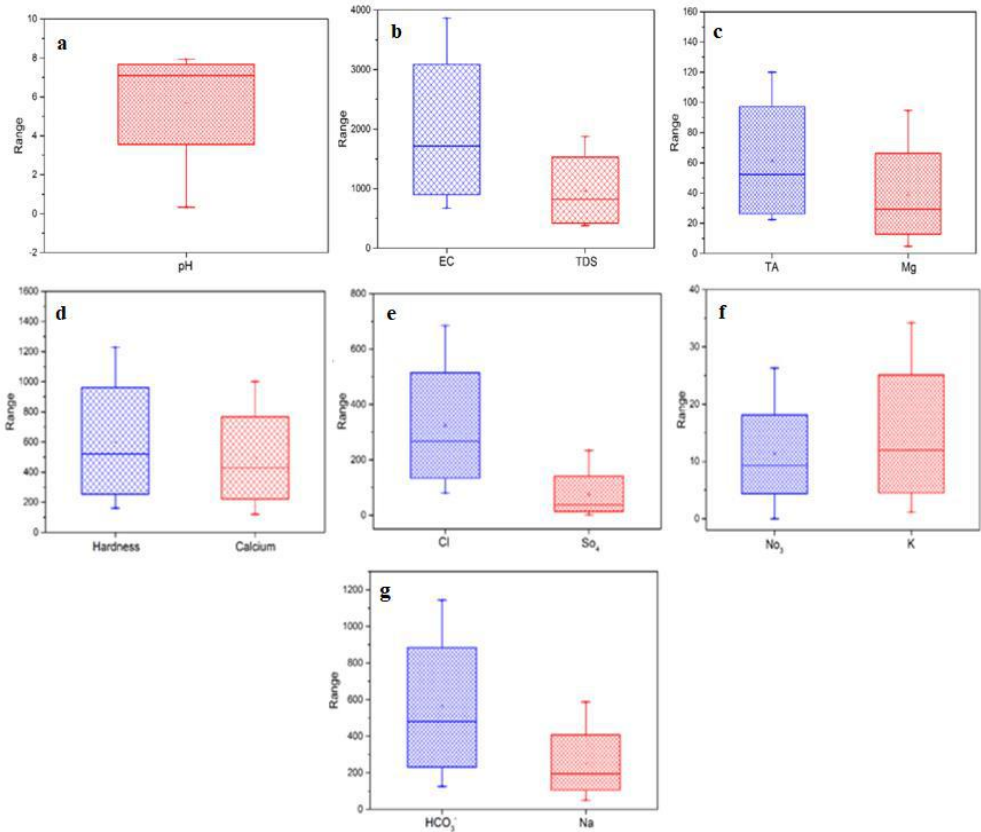 a
10
8
6
4
2
0
-2
Range
pH
b
4000
3000
2000
1000
0
Range
EC TDS
c
160
140
120
100
80
60
40
20
0
Range
TA Mg
d
1600
1400
1200
1000
800
600
400
200
0
Range
Hardness Calcium
e
800
600
400
200
0
Range
Cl So4
f
40
30
20
10
0
Range
No3 K
g
1200
1000
800
600
400
200
0
Range
HCO3- Na